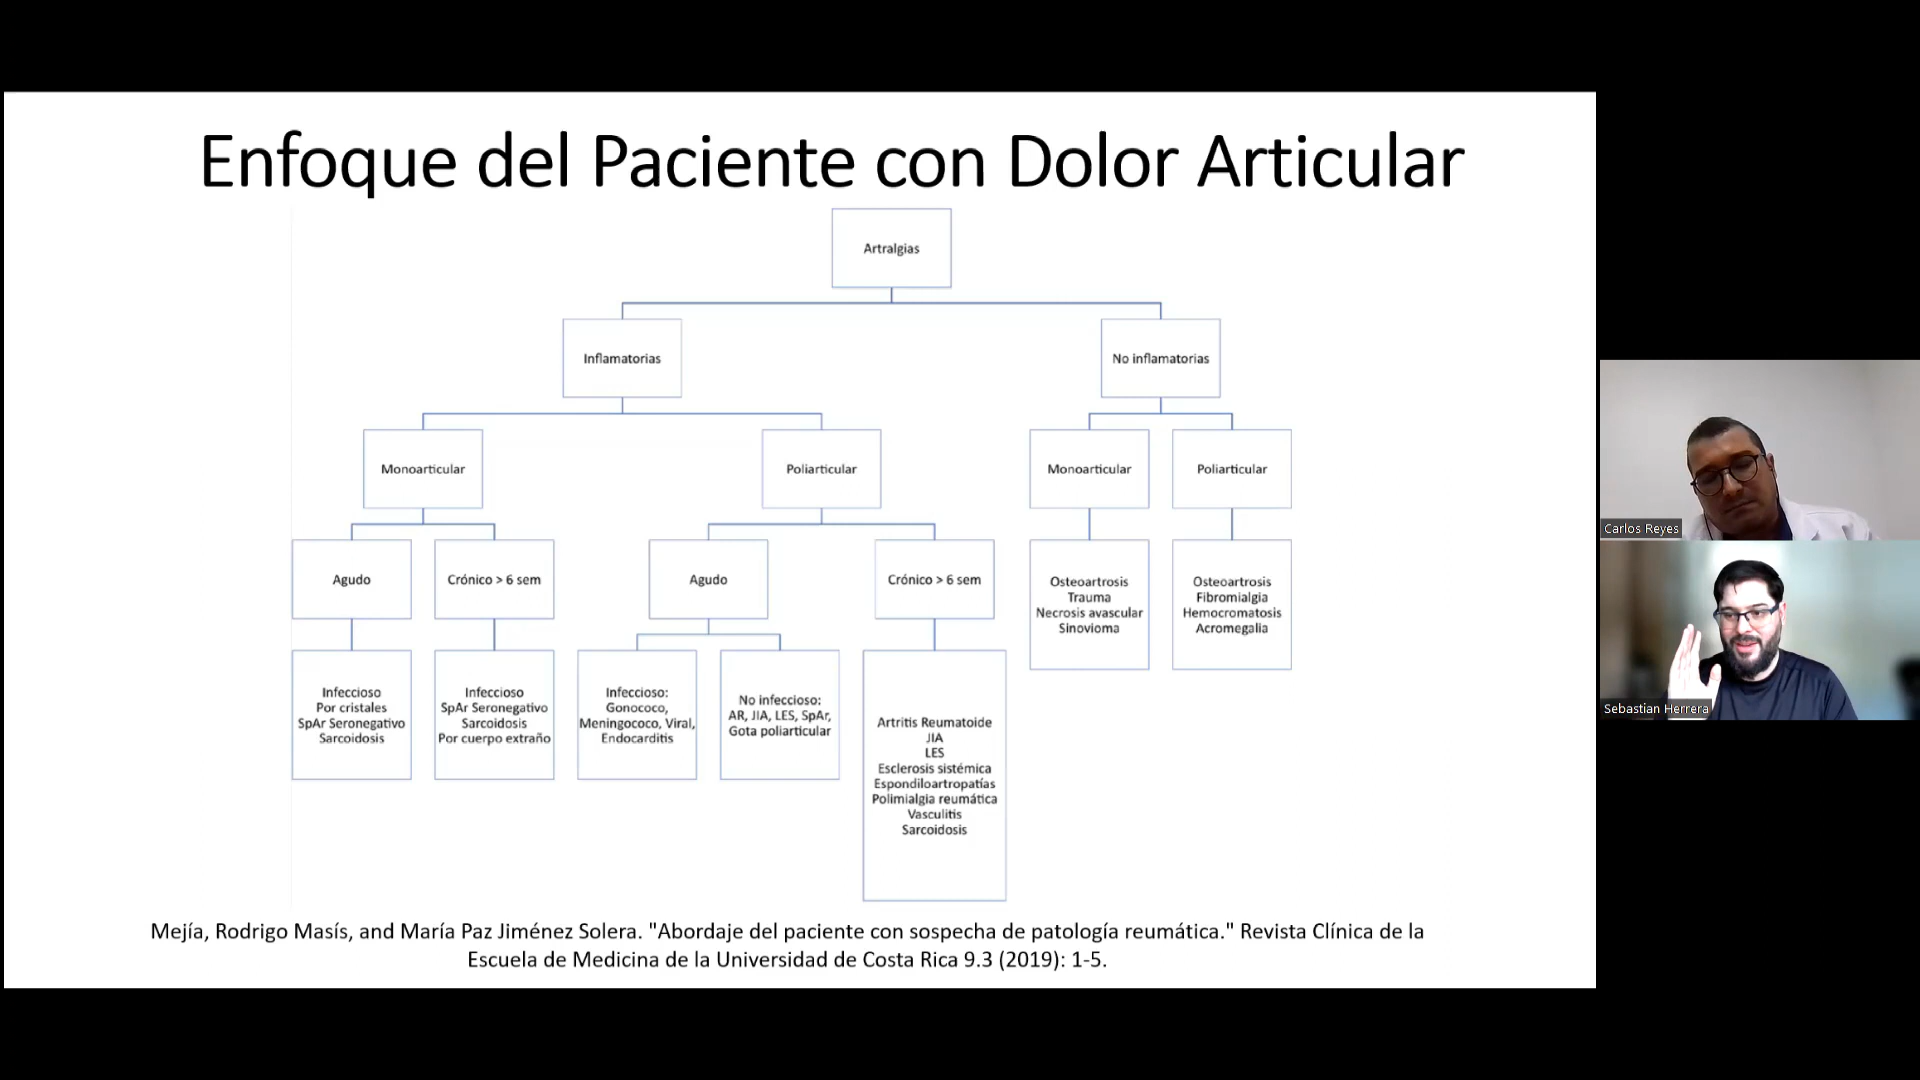 Enfoque del Paciente con Dolor Articular
Artralgias
Inflamatorias
No inflamatorias
Monoarticular
Poliarticular
Monoarticular
Poliarticular
Agudo
Crónico > 6 sem
Agudo
Crónico > 6 sem
Osteoartrosis
Trauma
Necrosis avascular
Sinovioma
Osteoartrosis
Fibromialgia
Hemocromatosis
Acromegalia
Infeccioso
Por cristales
SpAr Seronegativo
Sarcoidosis
Infeccioso
SpAr Seronegativo
Sarcoidosis
Por cuerpo extraño
Infeccioso:
Gonococo,
Meningococo, Viral,
Endocarditis
No infeccioso:
AR, JIA, LES, SpAr,
Gota poliarticular
Artritis Reumatoide
JIA
LES
Esclerosis sistémica
Espondiloartropatías
Polimialgia reumática
Vasculitis
Sarcoidosis
Mejía, Rodrigo Masís, and María Paz Jiménez Solera. "Abordaje del paciente con sospecha de patología reumática." Revista Clínica de la
Escuela de Medicina de la Universidad de Costa Rica 9.3 (2019): 1-5.
Carlos Reyes
Sebastian Herrera